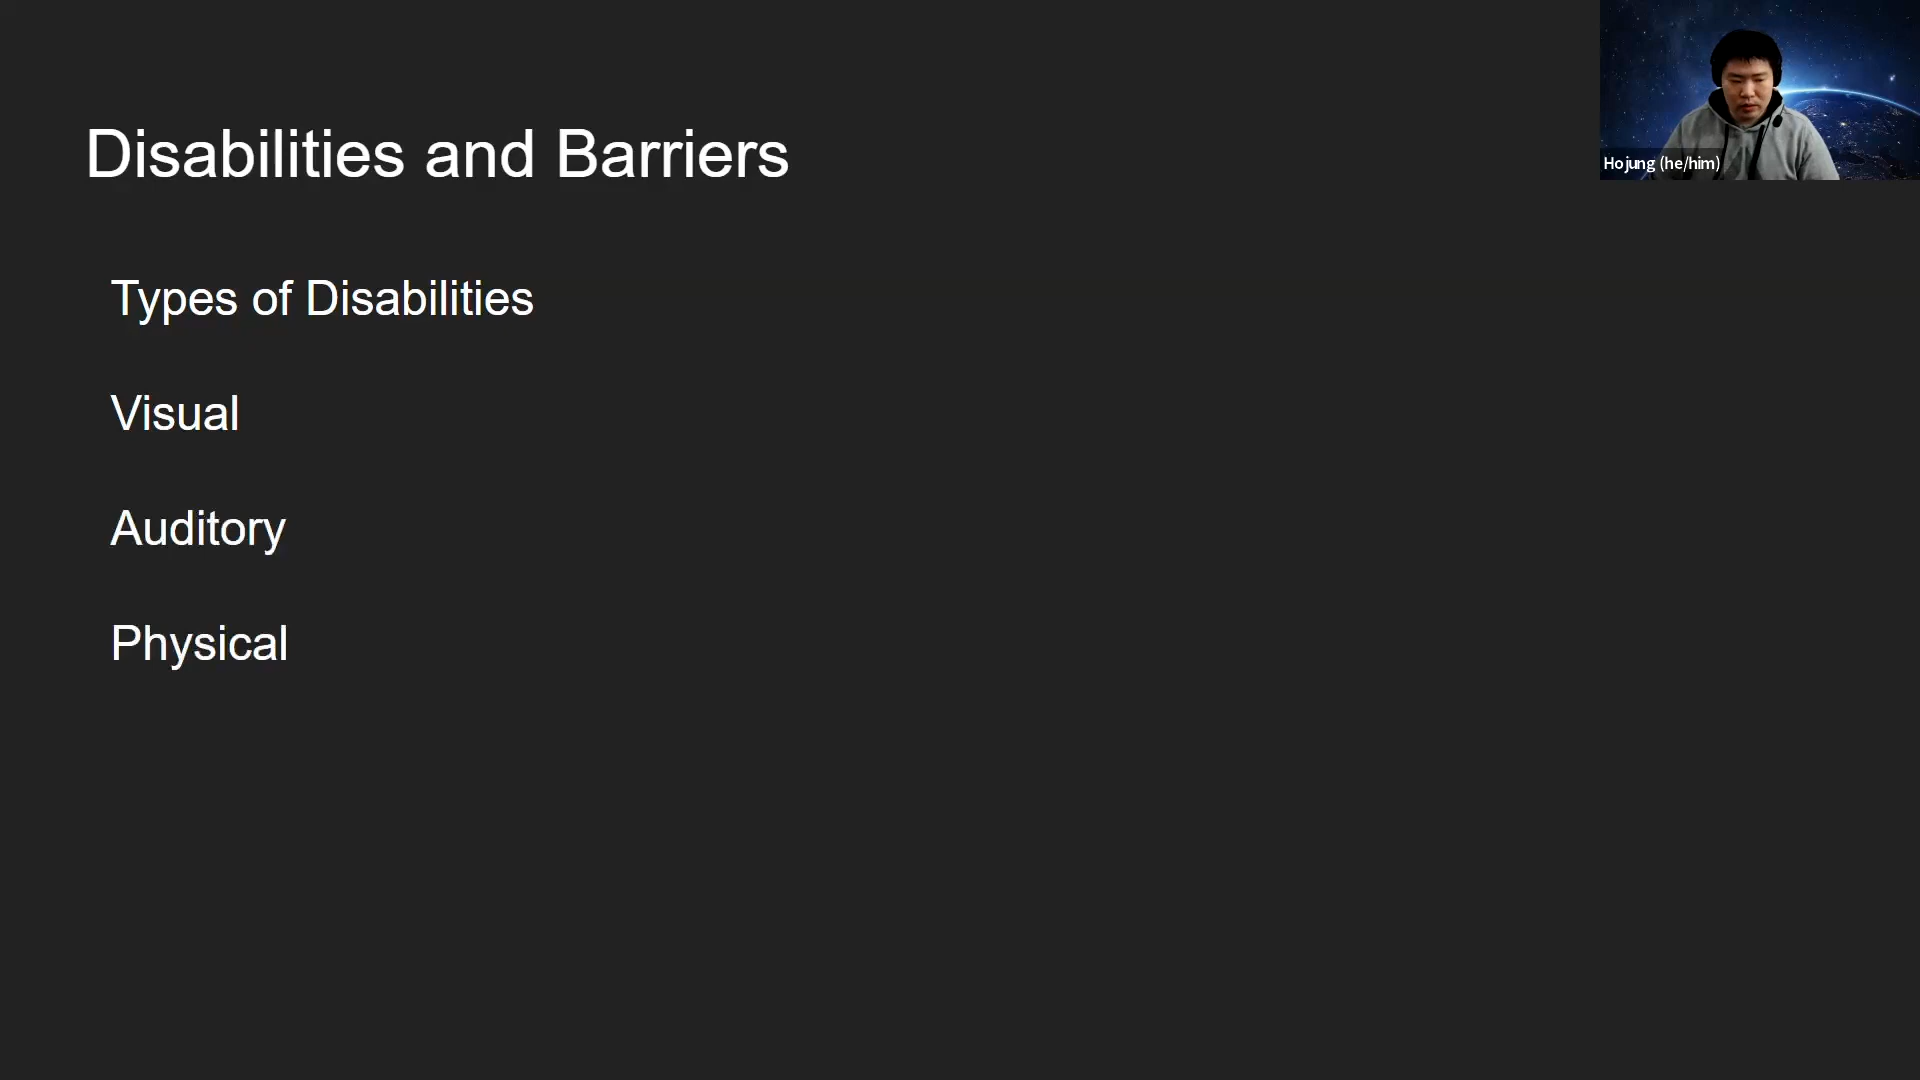 Disabilities and Barriers
Types of Disabilities
Visual
Auditory
Physical
Hojung (he/him)